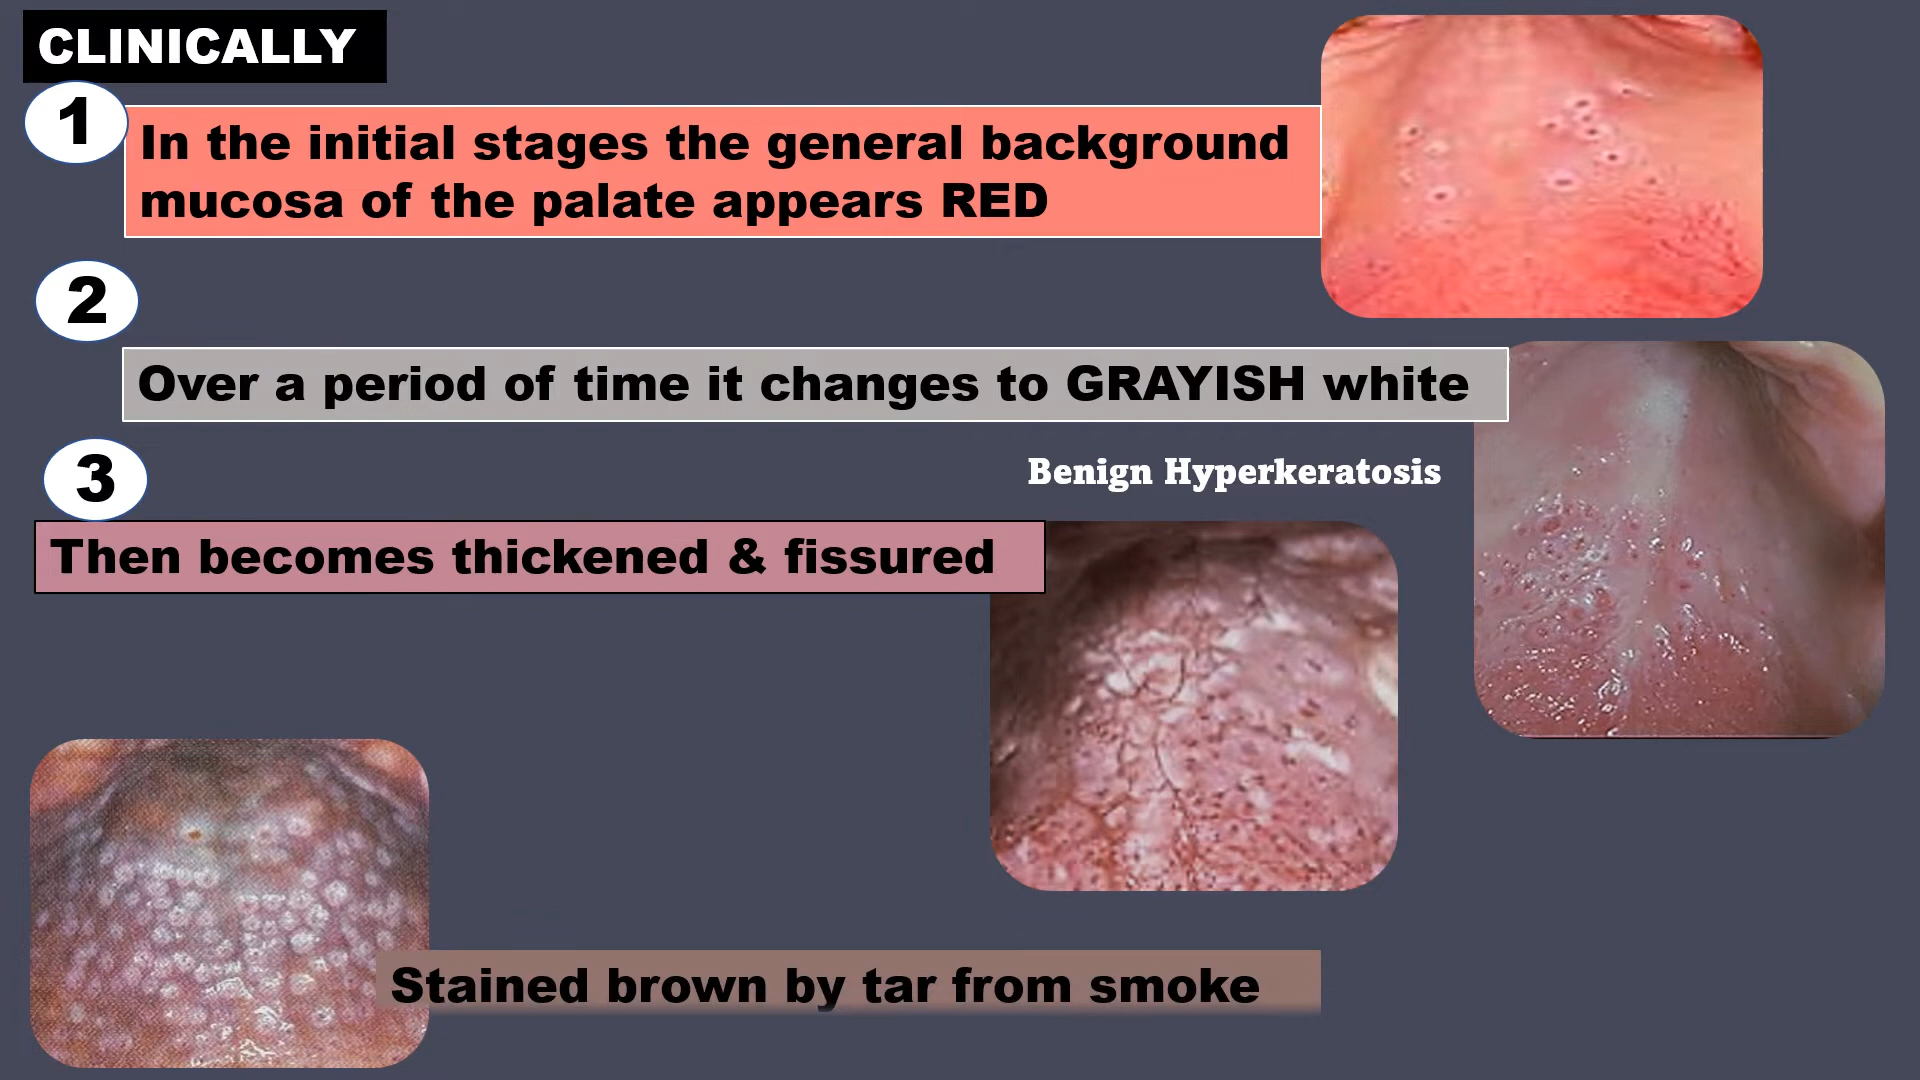 CLINICALLY
1
In the initial stages the general background
mucosa of the palate appears RED
2
Over a period of time it changes to GRAYISH white
Benign Hyperkeratosis
3
Then becomes thickened & fissured
Stained brown by tar from smoke